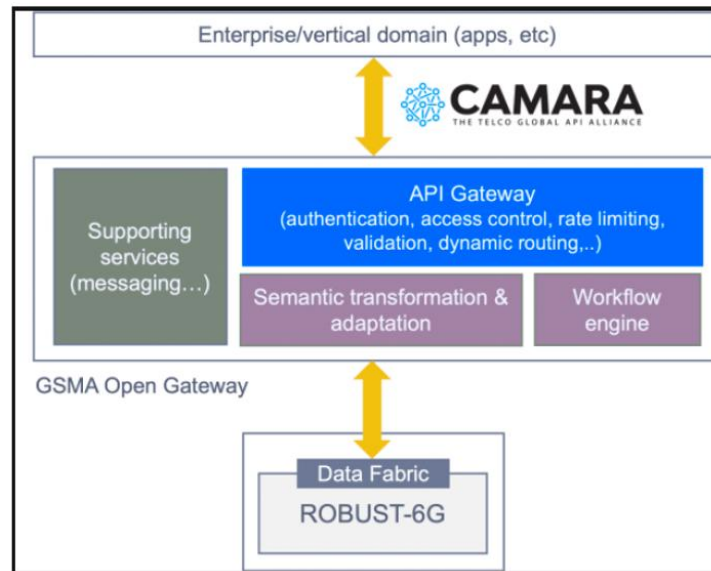 Enterprise/vertical domain (apps, etc)
CAMARA
THE TELCO GLOBAL API ALLIANCE
Supporting
services
(messaging...)
API Gateway
(authentication, access control, rate limiting,
validation, dynamic routing,..)
Semantic transformation &
adaptation
Workflow
engine
GSMA Open Gateway
Data Fabric
ROBUST-6G